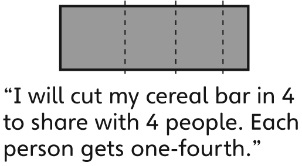 “I will cut my cereal bar in 4
to share with 4 people. Each
person gets one-fourth.”